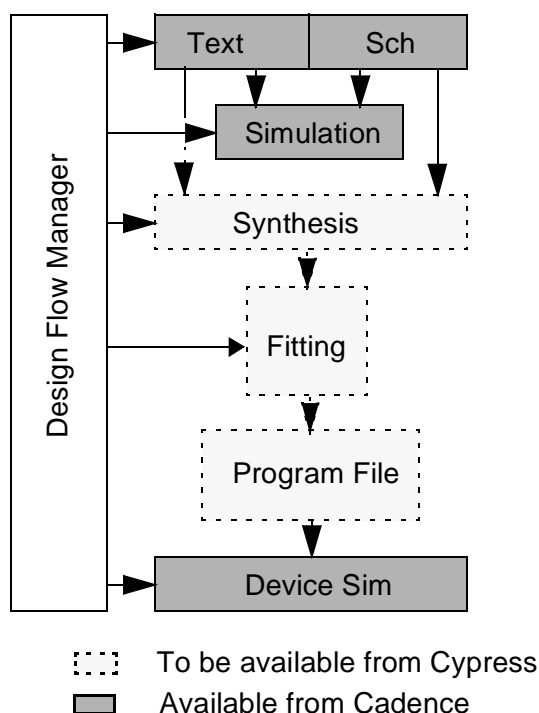 Text Sch
Simulation
Synthesis
Design Flow Manager
Fitting
Program File
Device Sim
To be available from Cypress
Available from Cadence